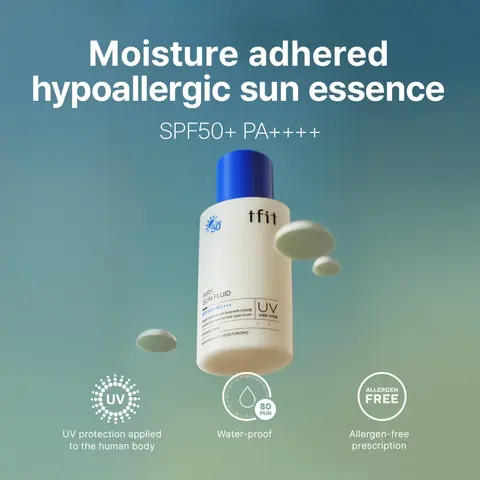 Moisture adhered
hypoallergic sun essence
SPF50+ PA++++
50+
tfit
AIRY
SUN FLUID
UV
UV
80
MIN
ALLERGEN
FREE
UV protection applied
to the human body
Water-proof
Allergen-free
prescription